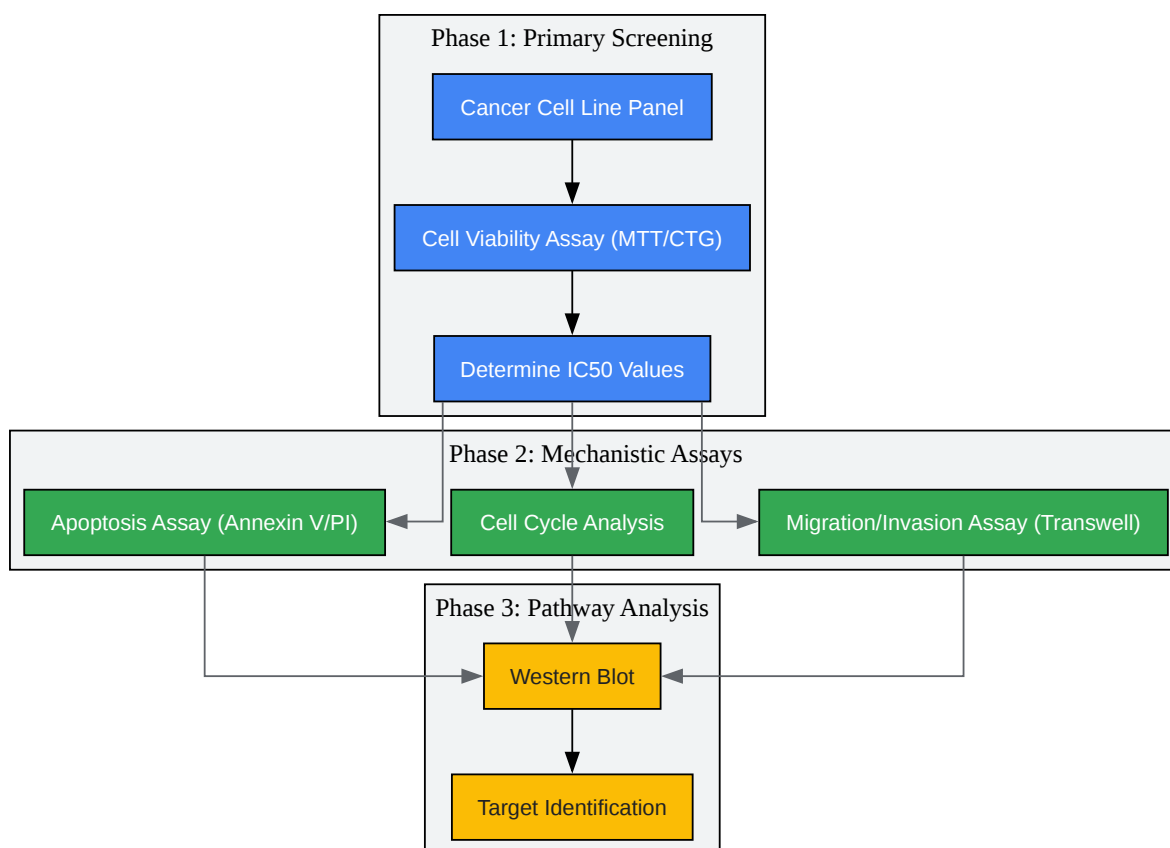 Phase 1: Primary Screening
Cancer Cell Line Panel
Cell Viability Assay (MTT/CTG)
Determine IC50 Values
Phase 2: Mechanistic Assays
Apoptosis Assay (Annexin V/PI)
Cell Cycle Analysis
Migration/Invasion Assay (Transwell)
Phase 3: Pathway Analysis
Western Blot
Target Identification